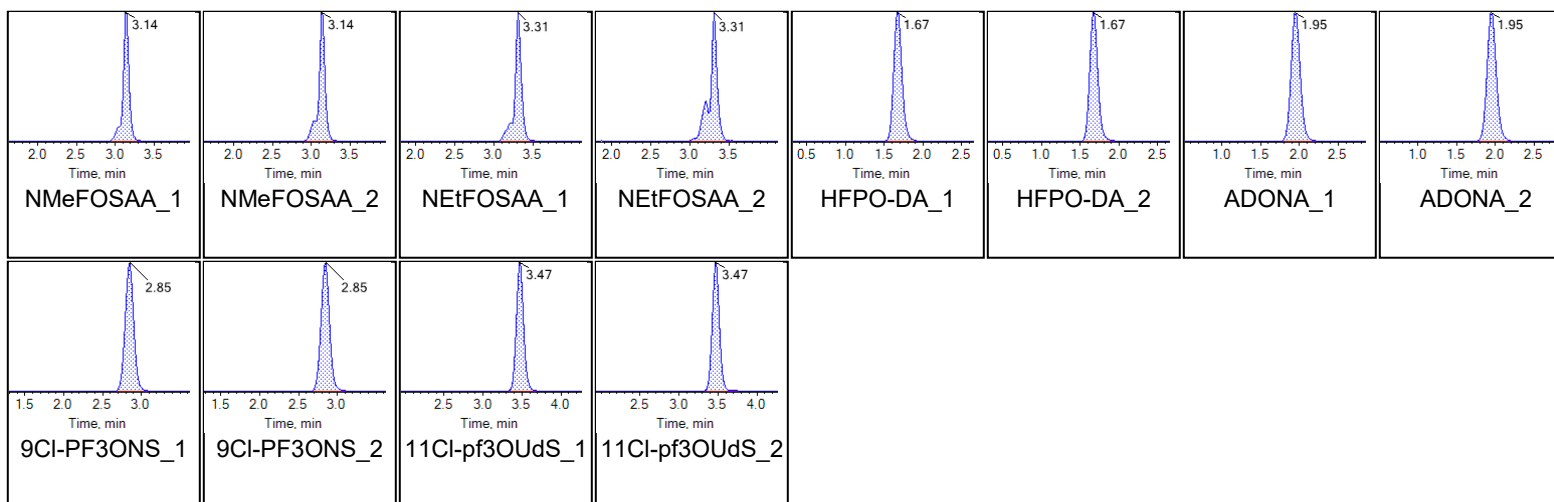 3.14
2.0 2.5 3.0 3.5
Time, min
NMeFOSAA_1
3.14
2.0 2.5 3.0 3.5
Time, min
NMeFOSAA_2
3.31
2.0 2.5 3.0 3.5
Time, min
NEtFOSAA_1
3.31
2.0 2.5 3.0 3.5
Time, min
NEtFOSAA_2
1.67
0.5 1.0 1.5 2.0 2.5
Time, min
HFPO-DA_1
1.67
0.5 1.0 1.5 2.0 2.5
Time, min
HFPO-DA_2
1.95
1.0 1.5 2.0 2.5
Time, min
ADONA_1
1.95
1.0 1.5 2.0 2.5
Time, min
ADONA_2
2.85
1.5 2.0 2.5 3.0
Time, min
9Cl-PF3ONS_1
2.85
1.5 2.0 2.5 3.0
Time, min
9Cl-PF3ONS_2
3.47
2.5 3.0 3.5 4.0
Time, min
11Cl-pf3OUdS_1
3.47
2.5 3.0 3.5 4.0
Time, min
11Cl-pf3OUdS_2